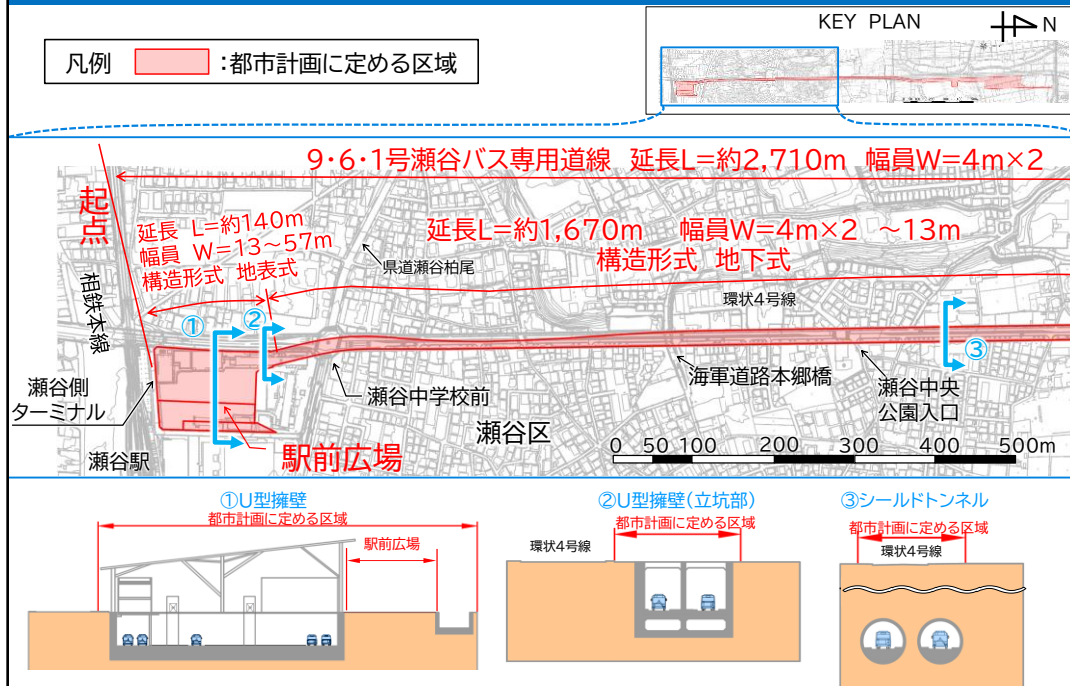 KEY PLAN
N
凡例 :都市計画に定める区域
9・6・1号瀬谷バス専用道線 延長L=約2,710m 幅員W=4m×2
起点
延長 L=約140m
幅員 W=13~57m
構造形式 地表式
延長L=約1,670m 幅員W=4m×2 ~13m
構造形式 地下式
県道瀬谷柏尾
環状4号線
相鉄本線
①
②
③
瀬谷側
ターミナル
瀬谷中学校前
海軍道路本郷橋
瀬谷中央
公園入口
瀬谷区
駅前広場
瀬谷駅
0 50 100 200 300 400 500m
①U型擁壁
都市計画に定める区域
駅前広場
②U型擁壁(立坑部)
都市計画に定める区域
環状4号線
③シールドトンネル
都市計画に定める区域
環状4号線